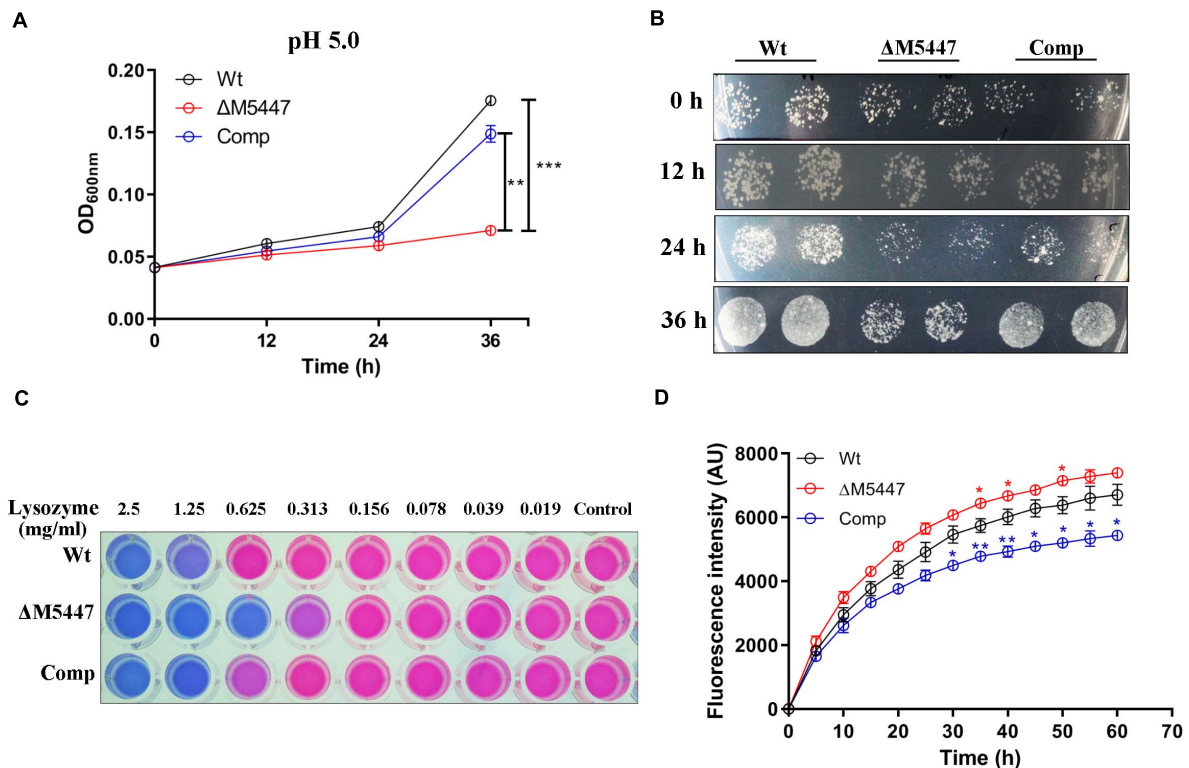 A
pH 5.0
Wt
ΔM5447
Comp
0.20
0.15
0.10
0.05
0.00
OD600nm
**
***
0 12 24 36
Time (h)
B
Wt ΔM5447 Comp
0 h
12 h
24 h
36 h
C
Lysozyme (mg/ml) 2.5 1.25 0.625 0.313 0.156 0.078 0.039 0.019 Control
Wt
ΔM5447
Comp
D
Wt
ΔM5447
Comp
8000
6000
4000
2000
0
Fluorescence intensity (AU)
* * *
* ** ** * * * *
0 10 20 30 40 50 60 70
Time (h)